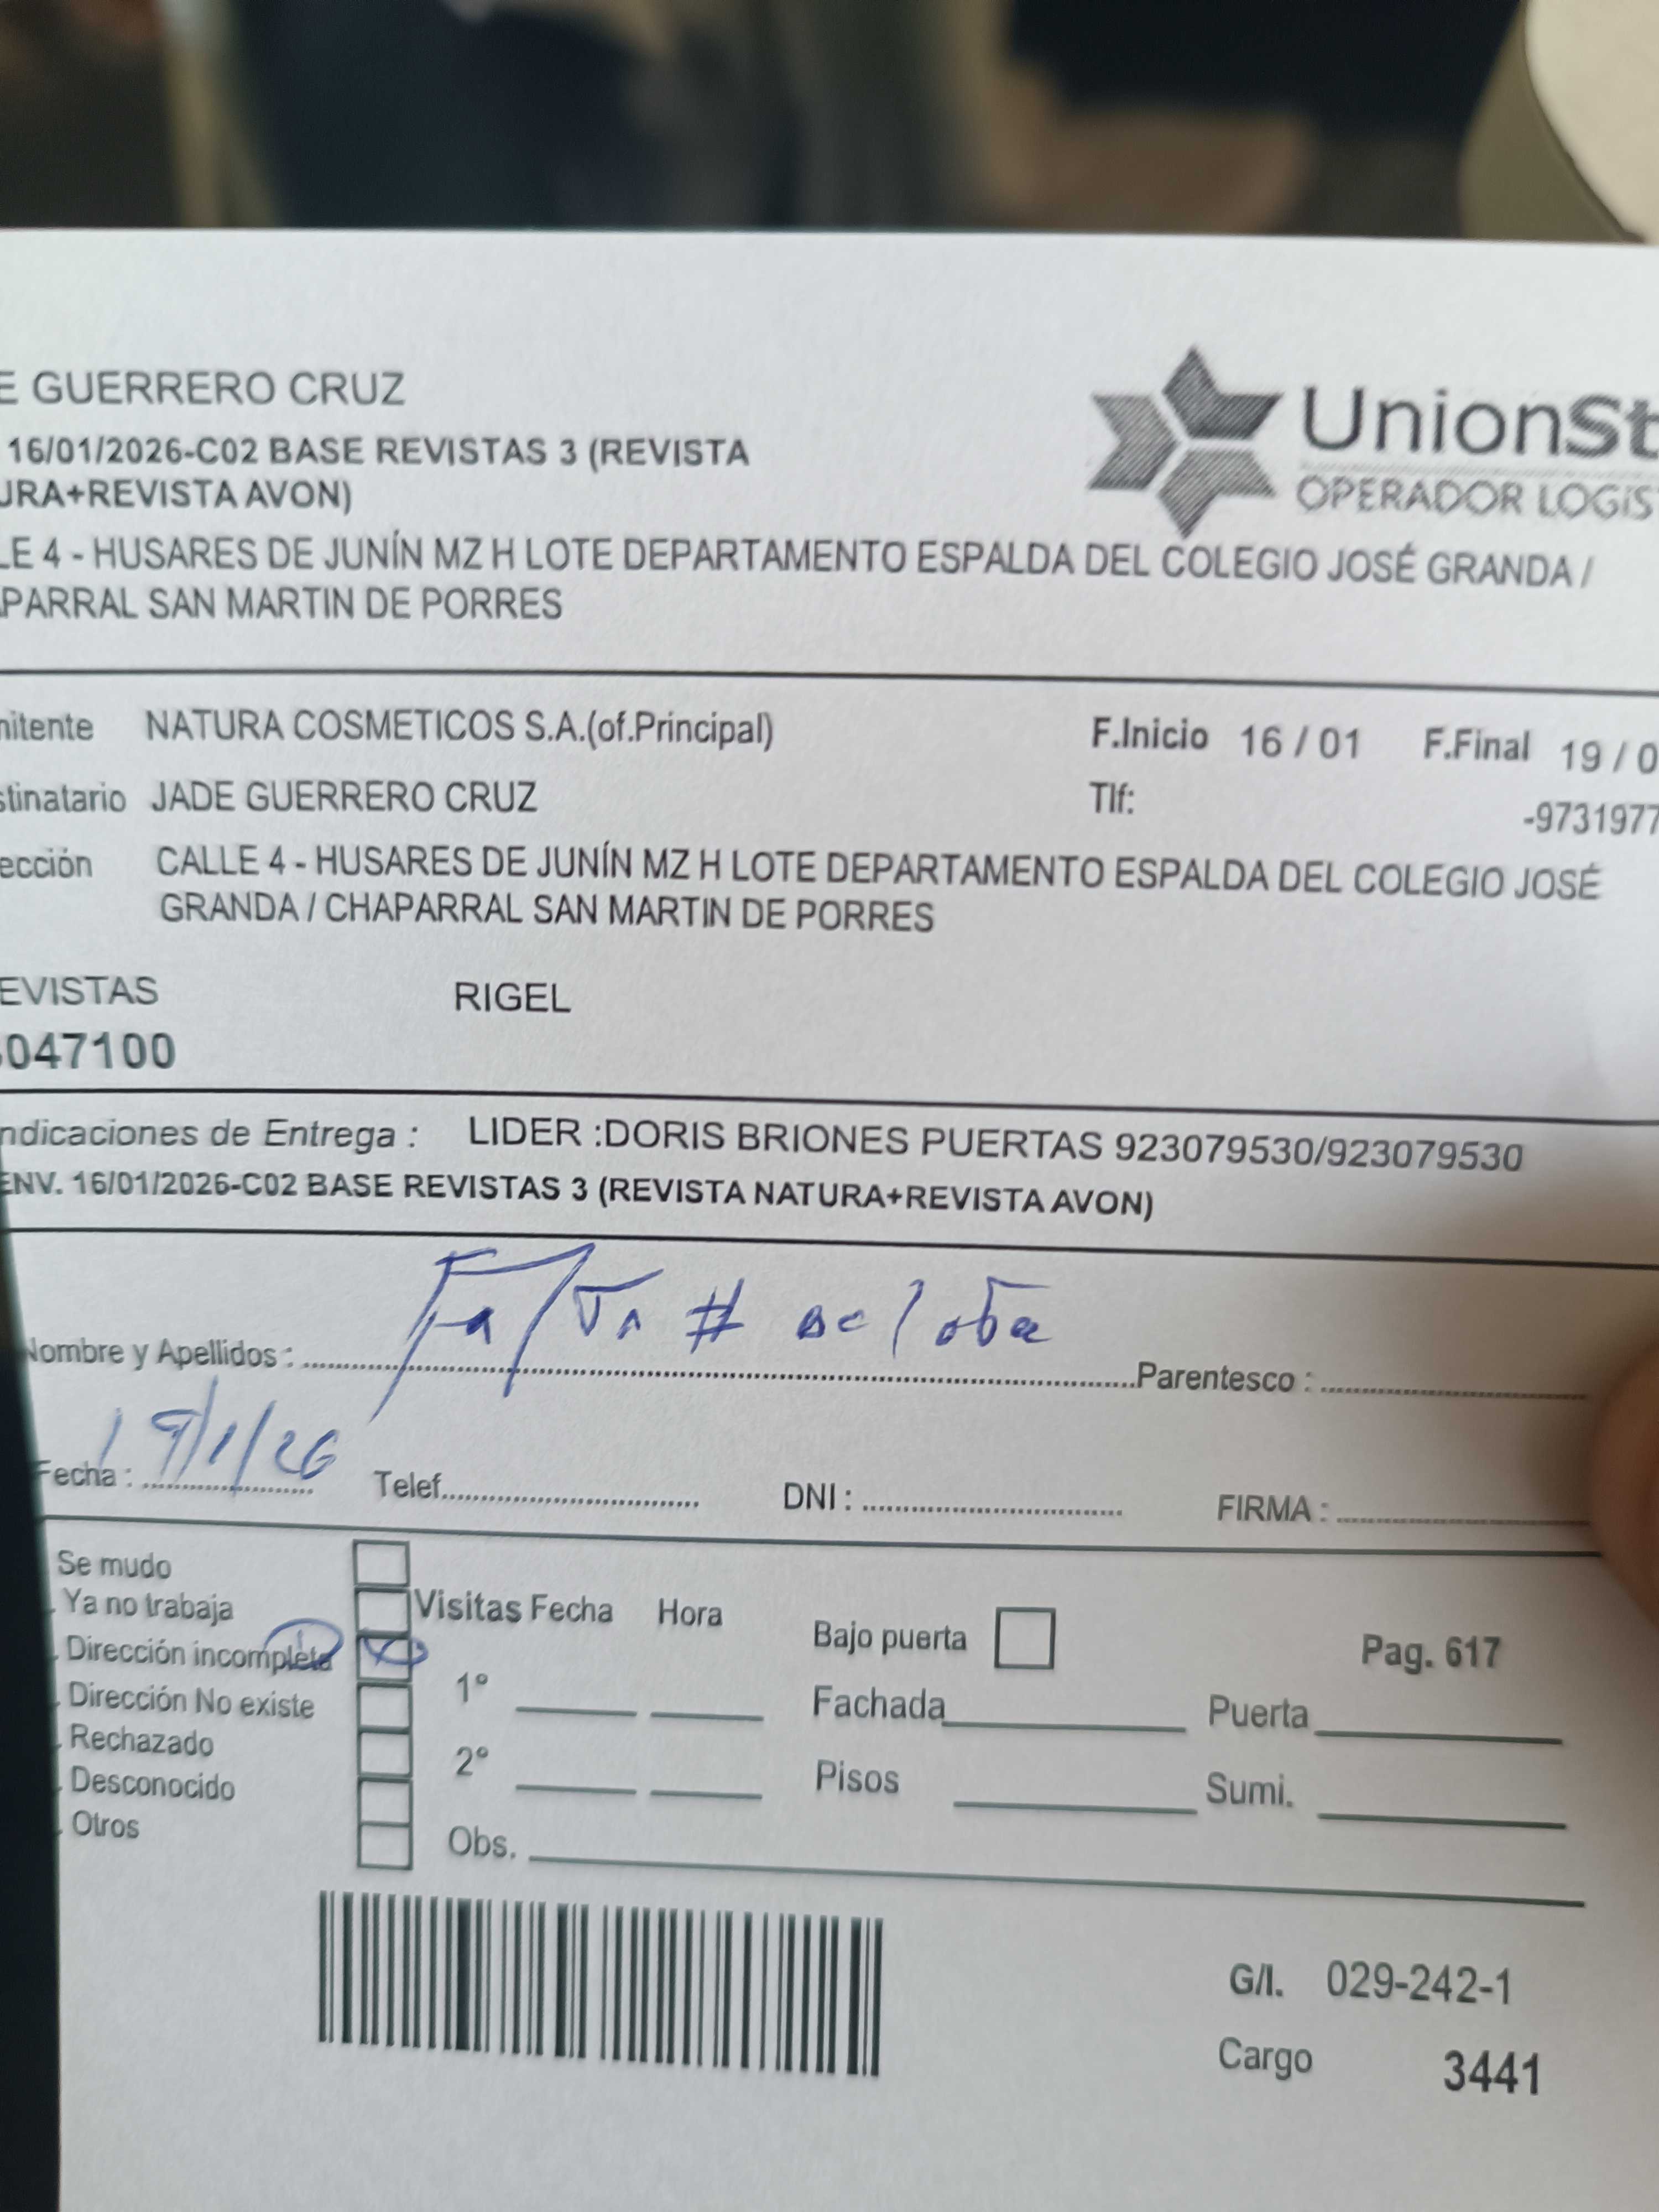 E GUERRERO CRUZ
16/01/2026-C02 BASE REVISTAS 3 (REVISTA
URA+REVISTA AVON)
LE 4 - HUSARES DE JUNÍN MZ H LOTE DEPARTAMENTO ESPALDA DEL COLEGIO JOSÉ GRANDA /
APARRAL SAN MARTIN DE PORRES
UnionSt
OPERADOR LOGÍS
mitente NATURA COSMETICOS S.A.(of.Principal) F.Inicio 16 / 01 F.Final 19 / 0
stinatario JADE GUERRERO CRUZ Tlf: -9731977
ección CALLE 4 - HUSARES DE JUNÍN MZ H LOTE DEPARTAMENTO ESPALDA DEL COLEGIO JOSÉ
GRANDA / CHAPARRAL SAN MARTIN DE PORRES
EVISTAS RIGEL
047100
ndicaciones de Entrega : LIDER :DORIS BRIONES PUERTAS 923079530/923079530
ENV. 16/01/2026-C02 BASE REVISTAS 3 (REVISTA NATURA+REVISTA AVON)
Nombre y Apellidos : Falta # de Parentesco :
Fecha : 19/1/26 Telef. DNI : FIRMA :
Se mudo
Ya no trabaja Visitas Fecha Hora Bajo puerta Pag. 617
Dirección incompleta 1° Fachada Puerta
Dirección No existe
Rechazado 2° Pisos Sumi.
Desconocido
Otros Obs.
G/I. 029-242-1
Cargo 3441